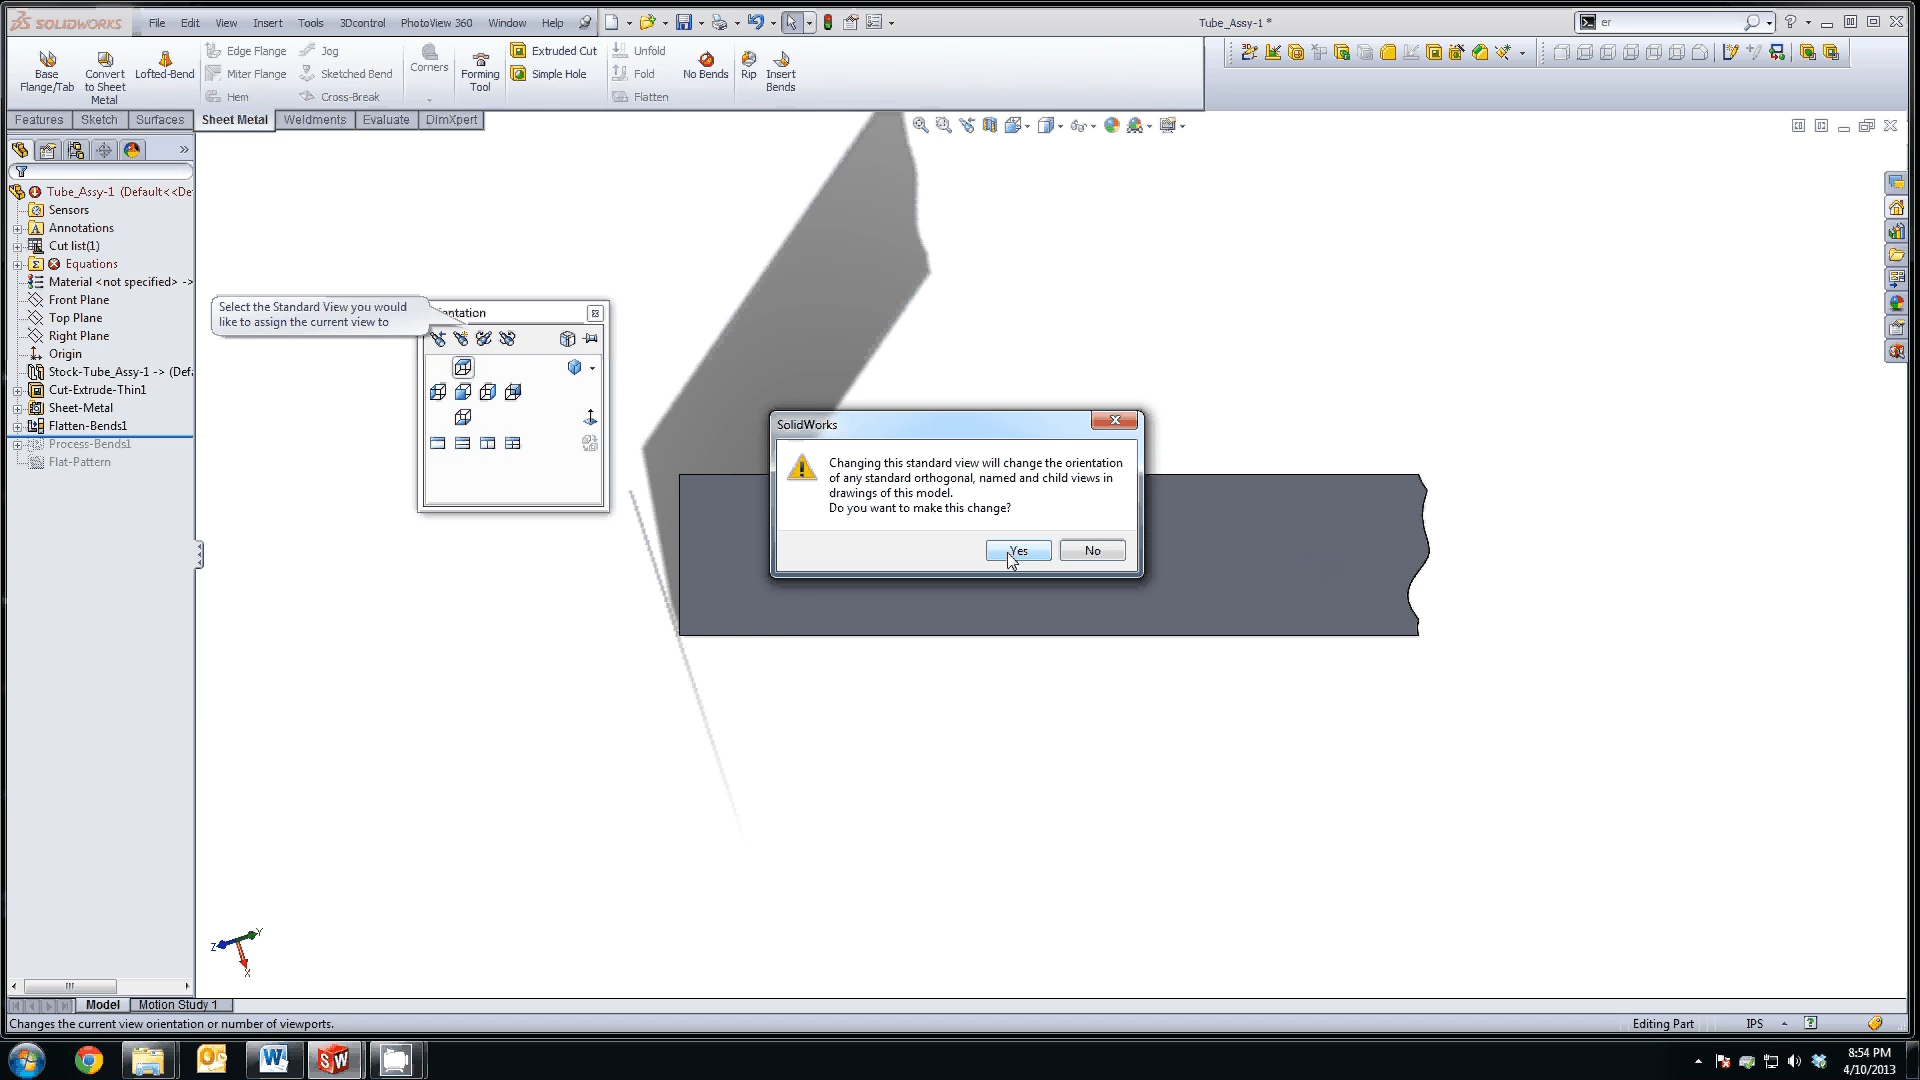 SOLIDWORKS File Edit View Insert Tools 3Dcontrol PhotoView 360 Window Help Tube_Assy-1 * er
Base Flange/Tab
Convert to Sheet Metal
Lofted-Bend
Edge Flange
Miter Flange
Hem
Jog
Sketched Bend
Cross-Break
Corners
Forming Tool
Extruded Cut
Simple Hole
Unfold
Fold
Flatten
No Bends
Rip
Insert Bends
Features Sketch Surfaces Sheet Metal Weldments Evaluate DimXpert
Tube_Assy-1 (Default<<De
Sensors
Annotations
Cut list(1)
Equations
Material <not specified> ->
Front Plane
Top Plane
Right Plane
Origin
Stock-Tube_Assy-1 -> (Def
Cut-Extrude-Thin1
Sheet-Metal
Flatten-Bends1
Process-Bends1
Flat-Pattern
Select the Standard View you would
like to assign the current view to
entation
SolidWorks
Changing this standard view will change the orientation
of any standard orthogonal, named and child views in
drawings of this model.
Do you want to make this change?
Yes No
Z Y X
Model Motion Study 1
Changes the current view orientation or number of viewports. Editing Part IPS
8:54 PM
4/10/2013